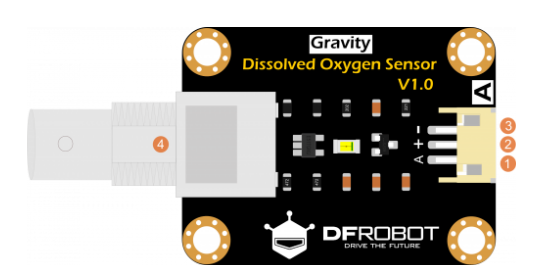 Gravity
Dissolved Oxygen Sensor
V1.0
A
- 3
+ 2
A 1
4
DFROBOT
DRIVE THE FUTURE